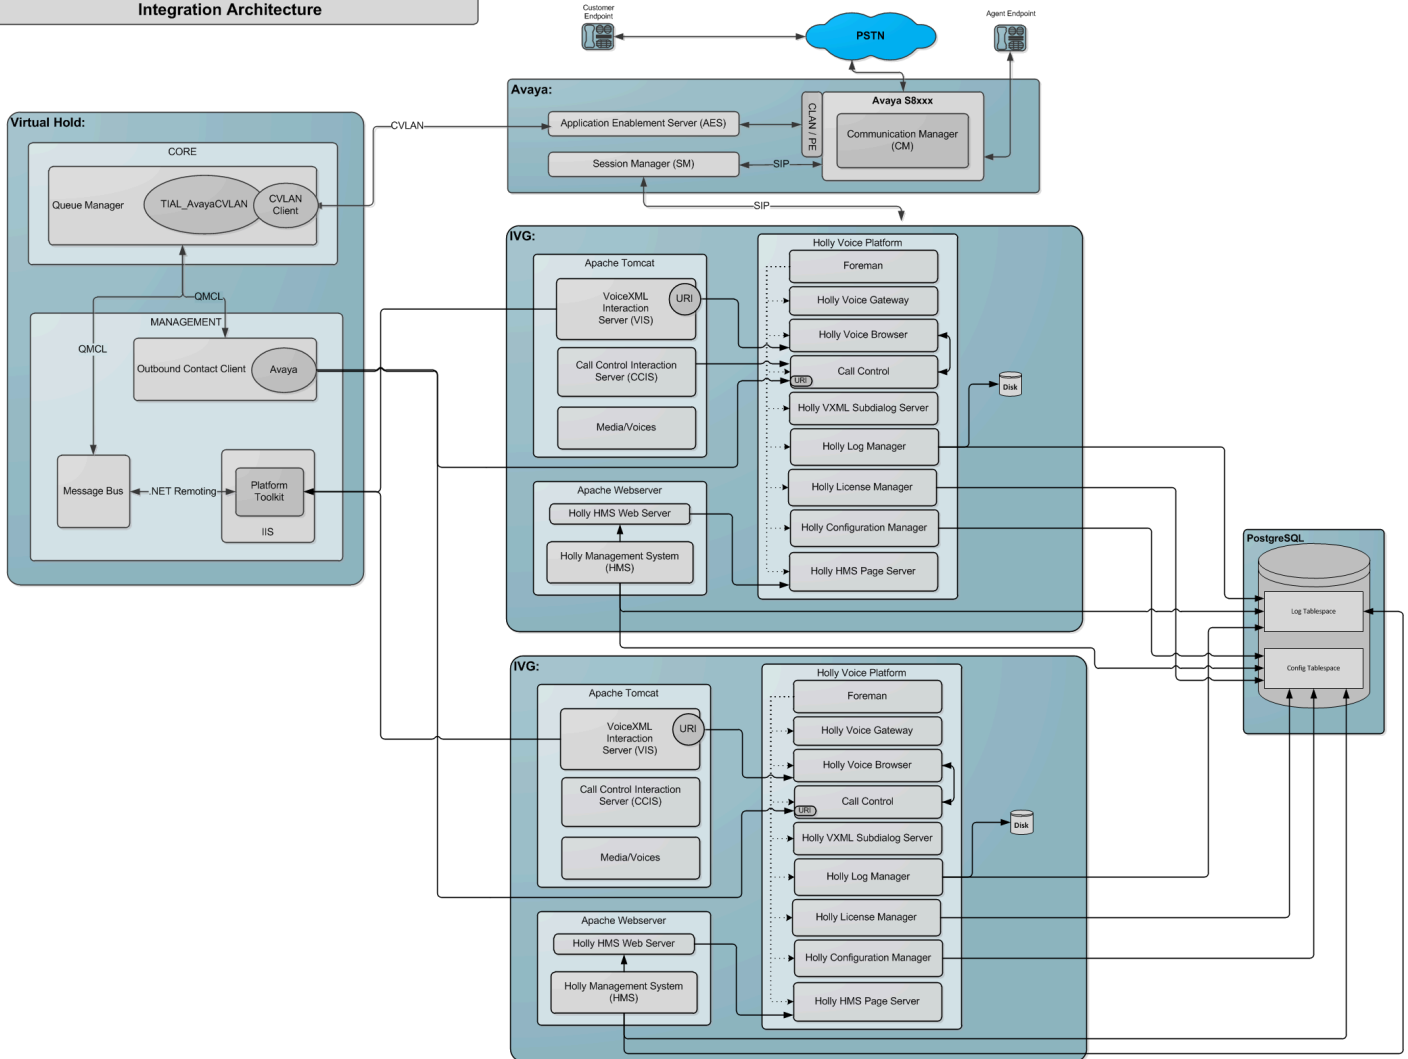 Integration Architecture
Customer
Endpoint
PSTN
Agent Endpoint
Avaya:
Application Enablement Server (AES)
Session Manager (SM)
CLAN / PE
Avaya S8xxx
Communication Manager
(CM)
SIP
CVLAN
SIP
Virtual Hold:
CORE
Queue Manager
TIAL_AvayaCVLAN
CVLAN
Client
QMCL
QMCL
MANAGEMENT
Outbound Contact Client
Avaya
Message Bus
.NET Remoting
Platform
Toolkit
IIS
IVG:
Apache Tomcat
VoiceXML
Interaction
Server (VIS)
URI
Call Control Interaction
Server (CCIS)
Media/Voices
Apache Webserver
Holly HMS Web Server
Holly Management System
(HMS)
Holly Voice Platform
Foreman
Holly Voice Gateway
Holly Voice Browser
Call Control
URI
Holly VXML Subdialog Server
Holly Log Manager
Holly License Manager
Holly Configuration Manager
Holly HMS Page Server
Disk
PostgreSQL
Log Tablespace
Config Tablespace
IVG:
Apache Tomcat
VoiceXML
Interaction
Server (VIS)
URI
Call Control Interaction
Server (CCIS)
Media/Voices
Apache Webserver
Holly HMS Web Server
Holly Management System
(HMS)
Holly Voice Platform
Foreman
Holly Voice Gateway
Holly Voice Browser
Call Control
URI
Holly VXML Subdialog Server
Holly Log Manager
Holly License Manager
Holly Configuration Manager
Holly HMS Page Server
Disk